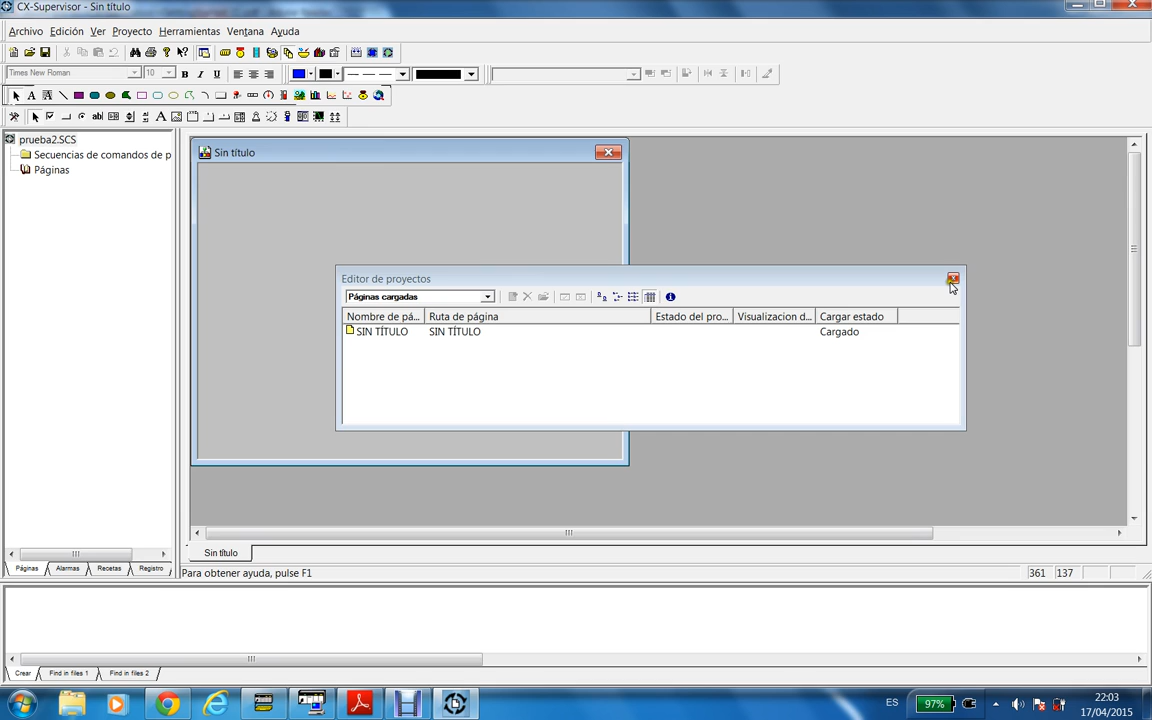 CX-Supervisor - Sin título
Archivo Edición Ver Proyecto Herramientas Ventana Ayuda
Times New Roman 10 B I U
prueba2.SCS
Secuencias de comandos de p
Páginas
Sin título
Editor de proyectos
Páginas cargadas
Nombre de pá... Ruta de página Estado del pro... Visualizacion d... Cargar estado
SIN TÍTULO SIN TÍTULO Cargado
Sin título
Páginas Alarmas Recetas Registro
Para obtener ayuda, pulse F1 361 137
Crear Find in files 1 Find in files 2
ES 97% 22:03
17/04/2015